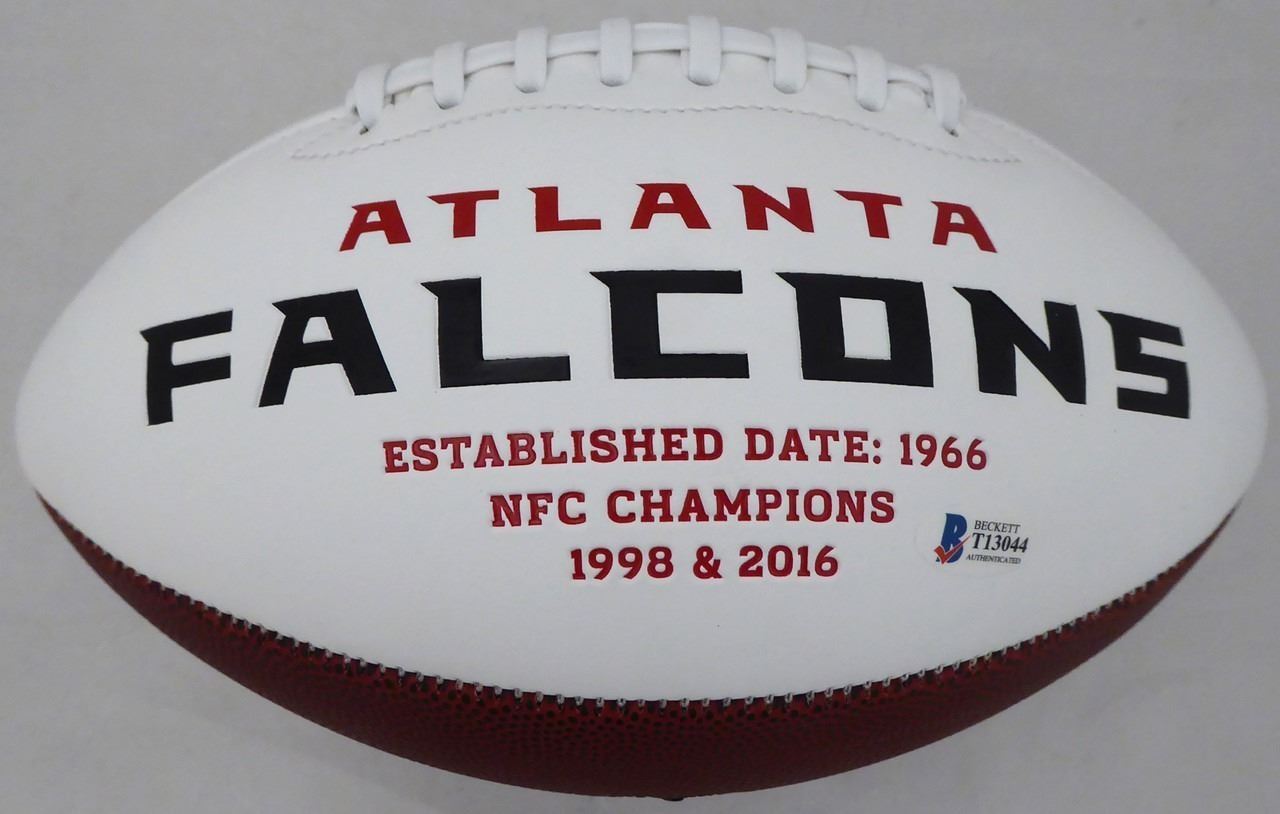 ATLANTA
FALCONS
ESTABLISHED DATE: 1966
NFC CHAMPIONS
1998 & 2016
B
BECKETT
T13044
AUTHENTICATED